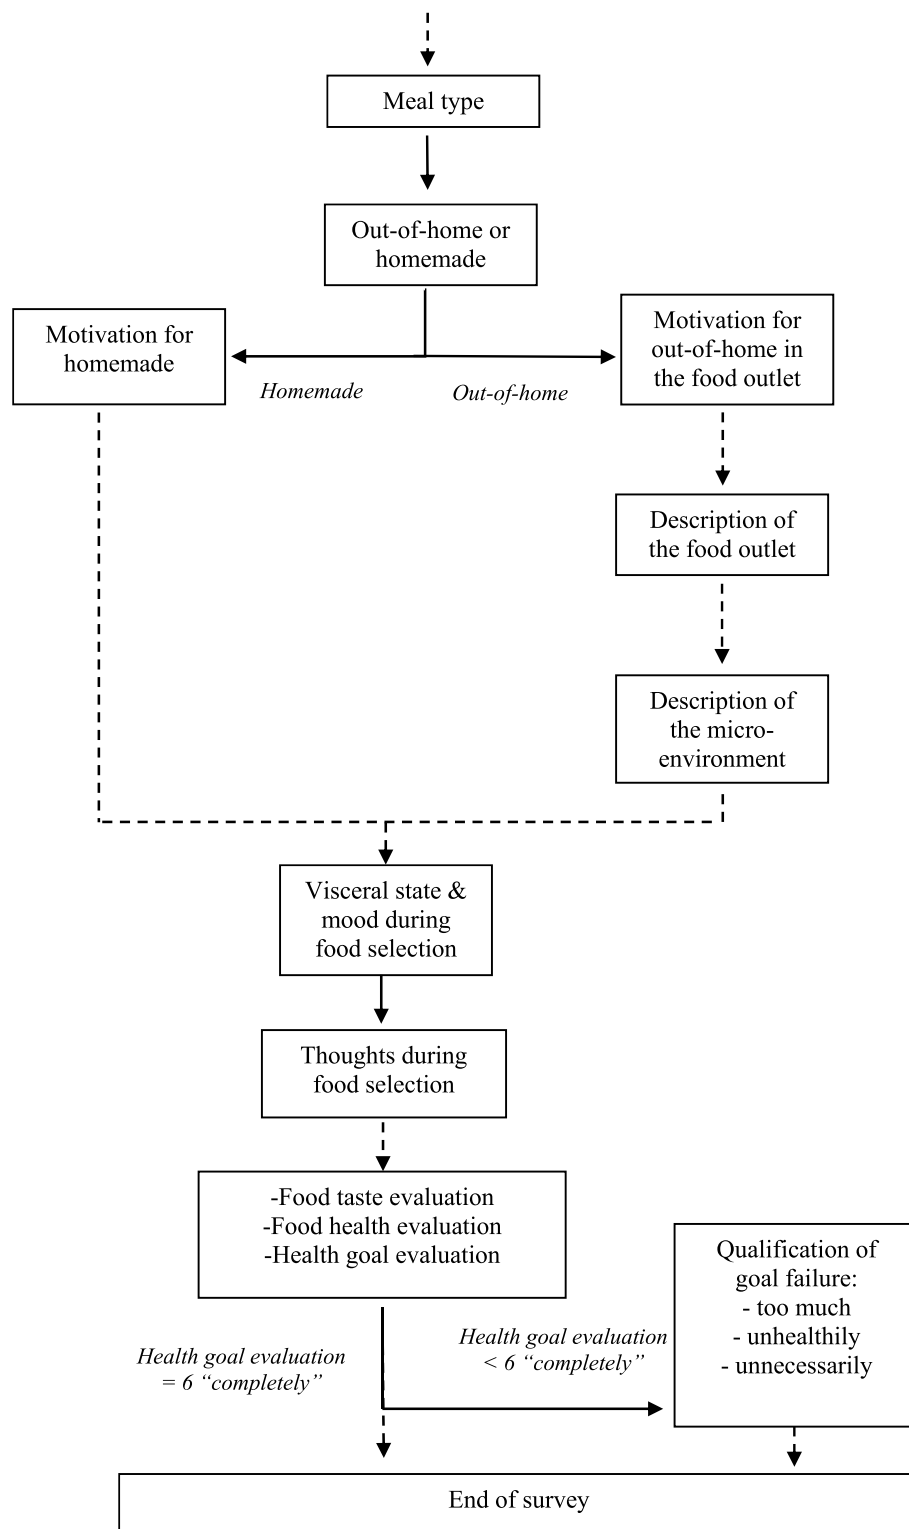 Meal type
Out-of-home or
homemade
Motivation for
homemade
Motivation for
out-of-home in
the food outlet
Homemade
Out-of-home
Description of
the food outlet
Description of
the micro-
environment
Visceral state &
mood during
food selection
Thoughts during
food selection
-Food taste evaluation
-Food health evaluation
-Health goal evaluation
Qualification of
goal failure:
- too much
- unhealthily
- unnecessarily
Health goal evaluation
= 6 “completely”
Health goal evaluation
< 6 “completely”
End of survey